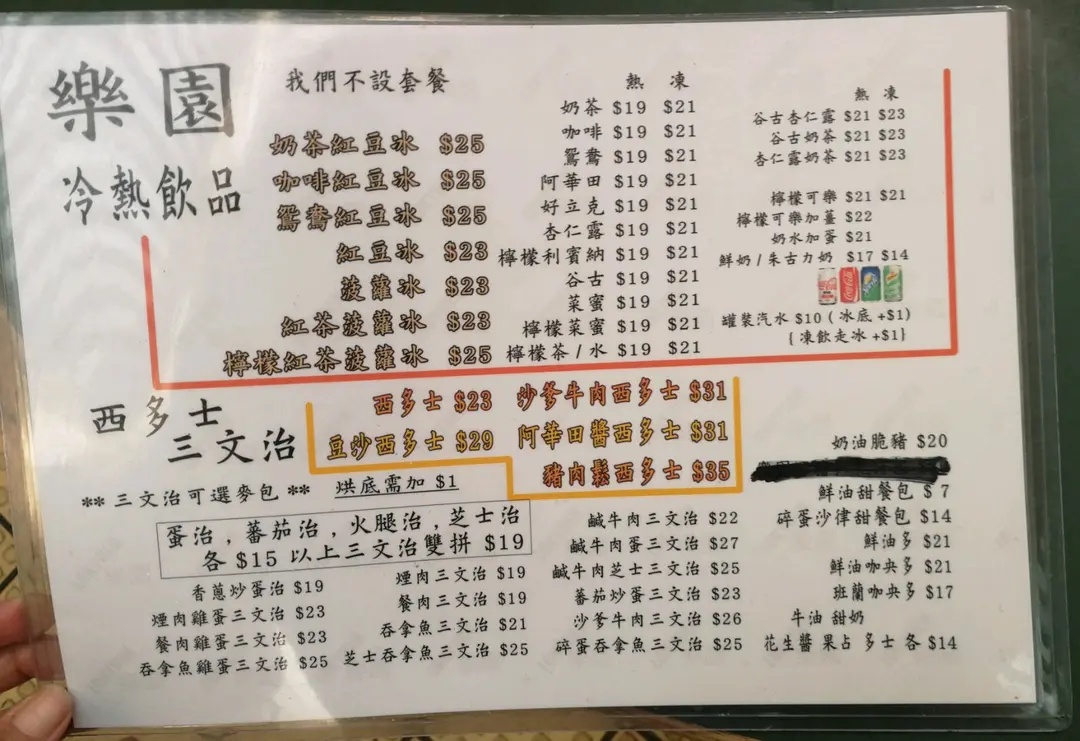 樂園
冷熱飲品
我們不設套餐
奶茶紅豆冰 $25
咖啡紅豆冰 $25
鴛鴦紅豆冰 $25
紅豆冰 $23
菠蘿冰 $23
紅茶菠蘿冰 $23
檸檬紅茶菠蘿冰 $25
熱 凍
奶茶 $19 $21
咖啡 $19 $21
鴛鴦 $19 $21
阿華田 $19 $21
好立克 $19 $21
杏仁露 $19 $21
檸檬利賓納 $19 $21
谷古 $19 $21
菜蜜 $19 $21
檸檬菜蜜 $19 $21
檸檬茶/水 $19 $21
熱 凍
谷古杏仁露 $21 $23
谷古奶茶 $21 $23
杏仁露奶茶 $21 $23
檸檬可樂 $21 $21
檸檬可樂加薑 $22
奶水加蛋 $21
鮮奶/朱古力奶 $17 $14
罐裝汽水 $10 (冰底 +$1)
{凍飲走冰 +$1}
西多士
三文治
西多士 $23
豆沙西多士 $29
沙爹牛肉西多士 $31
阿華田醬西多士 $31
豬肉鬆西多士 $35
** 三文治可選麥包 **
烘底需加 $1
蛋治, 蕃茄治, 火腿治, 芝士治
各 $15 以上三文治雙拼 $19
香蔥炒蛋治 $19
煙肉雞蛋三文治 $23
餐肉雞蛋三文治 $23
吞拿魚雞蛋三文治 $25
煙肉三文治 $19
餐肉三文治 $19
吞拿魚三文治 $21
芝士吞拿魚三文治 $25
鹹牛肉三文治 $22
鹹牛肉蛋三文治 $27
鹹牛肉芝士三文治 $25
蕃茄炒蛋三文治 $23
沙爹牛肉三文治 $26
碎蛋吞拿魚三文治 $25
奶油脆豬 $20
鮮油甜餐包 $7
碎蛋沙律甜餐包 $14
鮮油多 $21
鮮油咖央多 $21
班蘭咖央多 $17
牛油 甜奶
花生醬 果占 多士 各 $14